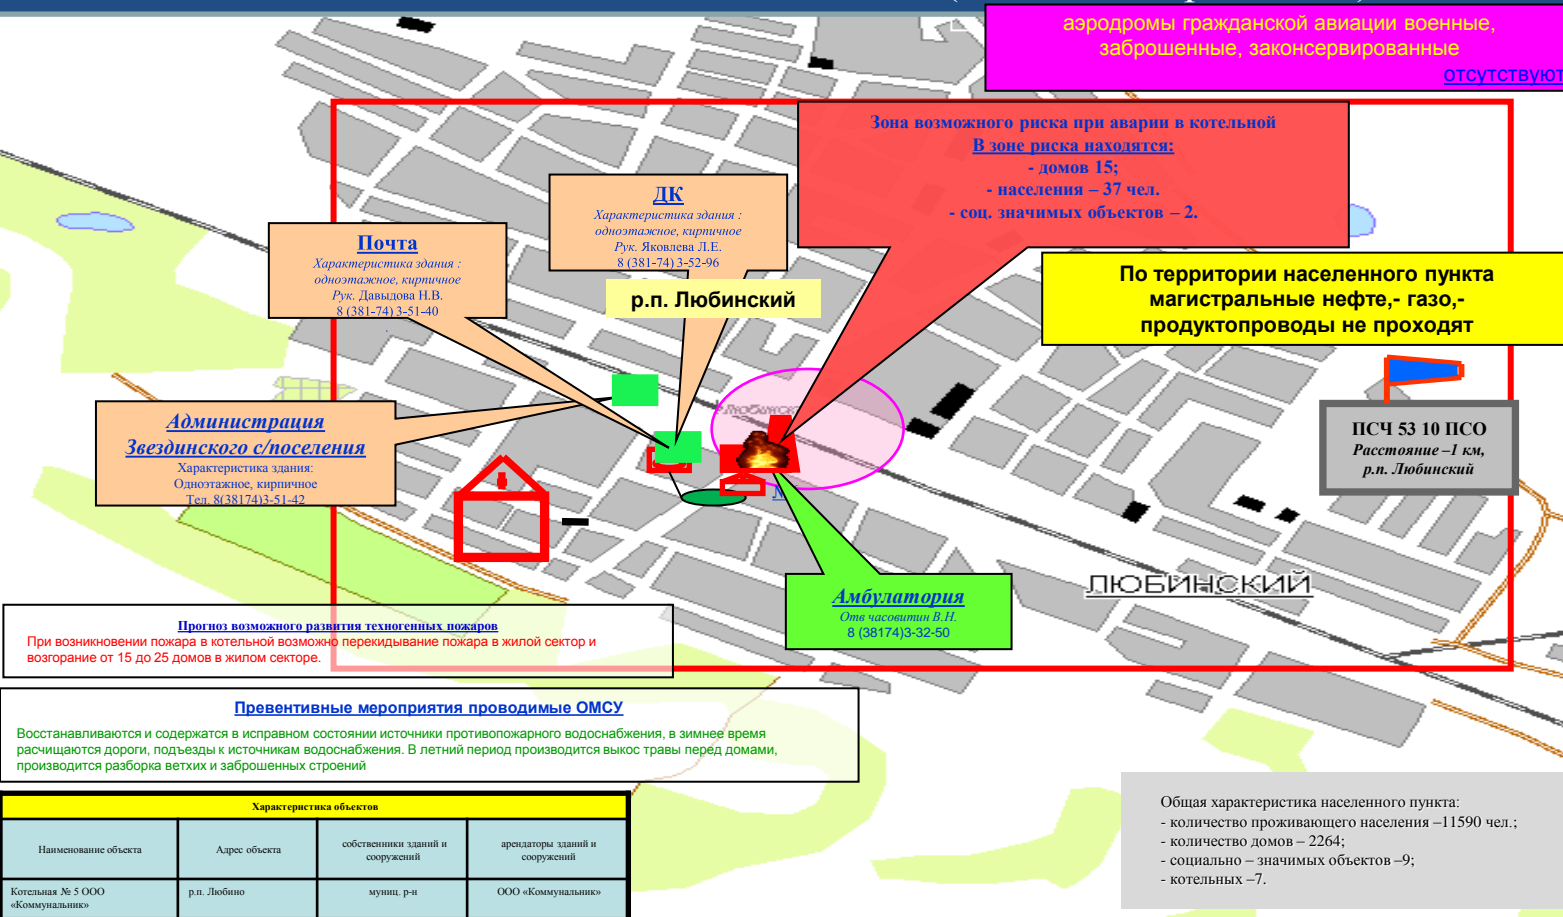 аэродромы гражданской авиации военные,
заброшенные, законсервированные
отсутствуют
Зона возможного риска при аварии в котельной
В зоне риска находятся:
- домов 15;
- населения – 37 чел.
- соц. значимых объектов – 2.
ДК
Характеристика здания :
одноэтажное, кирпичное
Рук. Яковлева Л.Е.
8 (381-74) 3-52-96
Почта
Характеристика здания :
одноэтажное, кирпичное
Рук. Давыдова Н.В.
8 (381-74) 3-51-40
р.п. Любинский
По территории населенного пункта
магистральные нефте,- газо,-
продуктопроводы не проходят
Администрация
Звездинского с/поселения
Характеристика здания:
Одноэтажное, кирпичное
Тел. 8(38174)3-51-42
ПСЧ 53 10 ПСО
Расстояние –1 км,
р.п. Любинский
ЛЮБИНСКИЙ
Амбулатория
Отв часовитин В.Н.
8 (38174)3-32-50
Прогноз возможного развития техногенных пожаров
При возникновении пожара в котельной возможно перекидывание пожара в жилой сектор и
возгорание от 15 до 25 домов в жилом секторе.
Превентивные мероприятия проводимые ОМСУ
Восстанавливаются и содержатся в исправном состоянии источники противопожарного водоснабжения, в зимнее время
расчищаются дороги, подъезды к источникам водоснабжения. В летний период производится выкос травы перед домами,
производится разборка ветхих и заброшенных строений
Характеристика объектов
Наименование объекта
Адрес объекта
собственники зданий и
сооружений
арендаторы зданий и
сооружений
Котельная № 5 ООО
«Коммунальник»
р.п. Любино
муниц. р-н
ООО «Коммунальник»
Общая характеристика населенного пункта:
- количество проживающего населения –11590 чел.;
- количество домов – 2264;
- социально – значимых объектов –9;
- котельных –7.